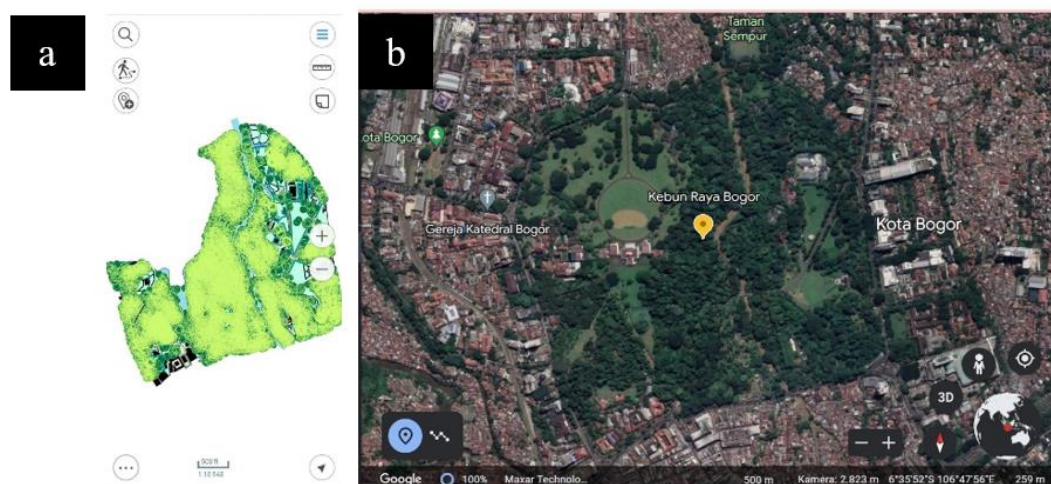 a
b
Taman
Sempur
ota Bogor
Kebun Raya Bogor
Gereja Katedral Bogor
Kota Bogor
3D
Google
100%
Maxar Technolo...
500 m
Kamera: 2.823 m
6°35'52"S 106°47'56"E
259 m